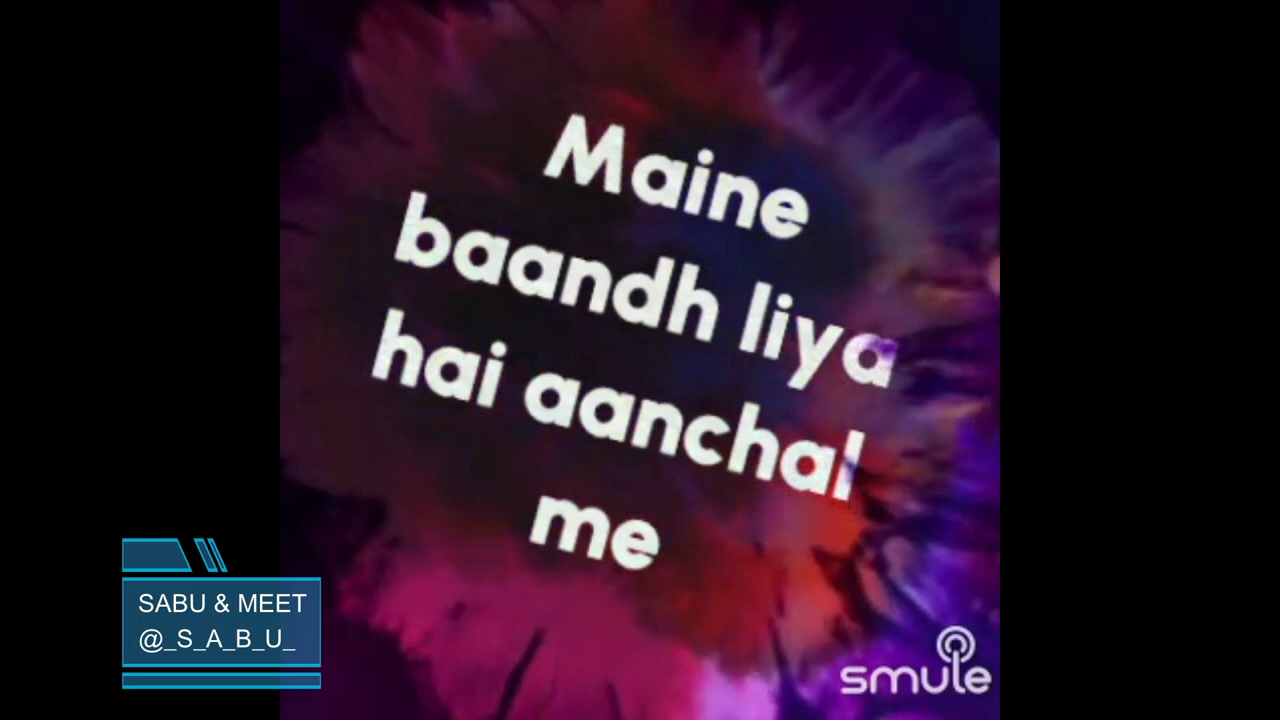 Maine
baandh liya
hai aanchal
me
SABU & MEET
@_S_A_B_U_
smule